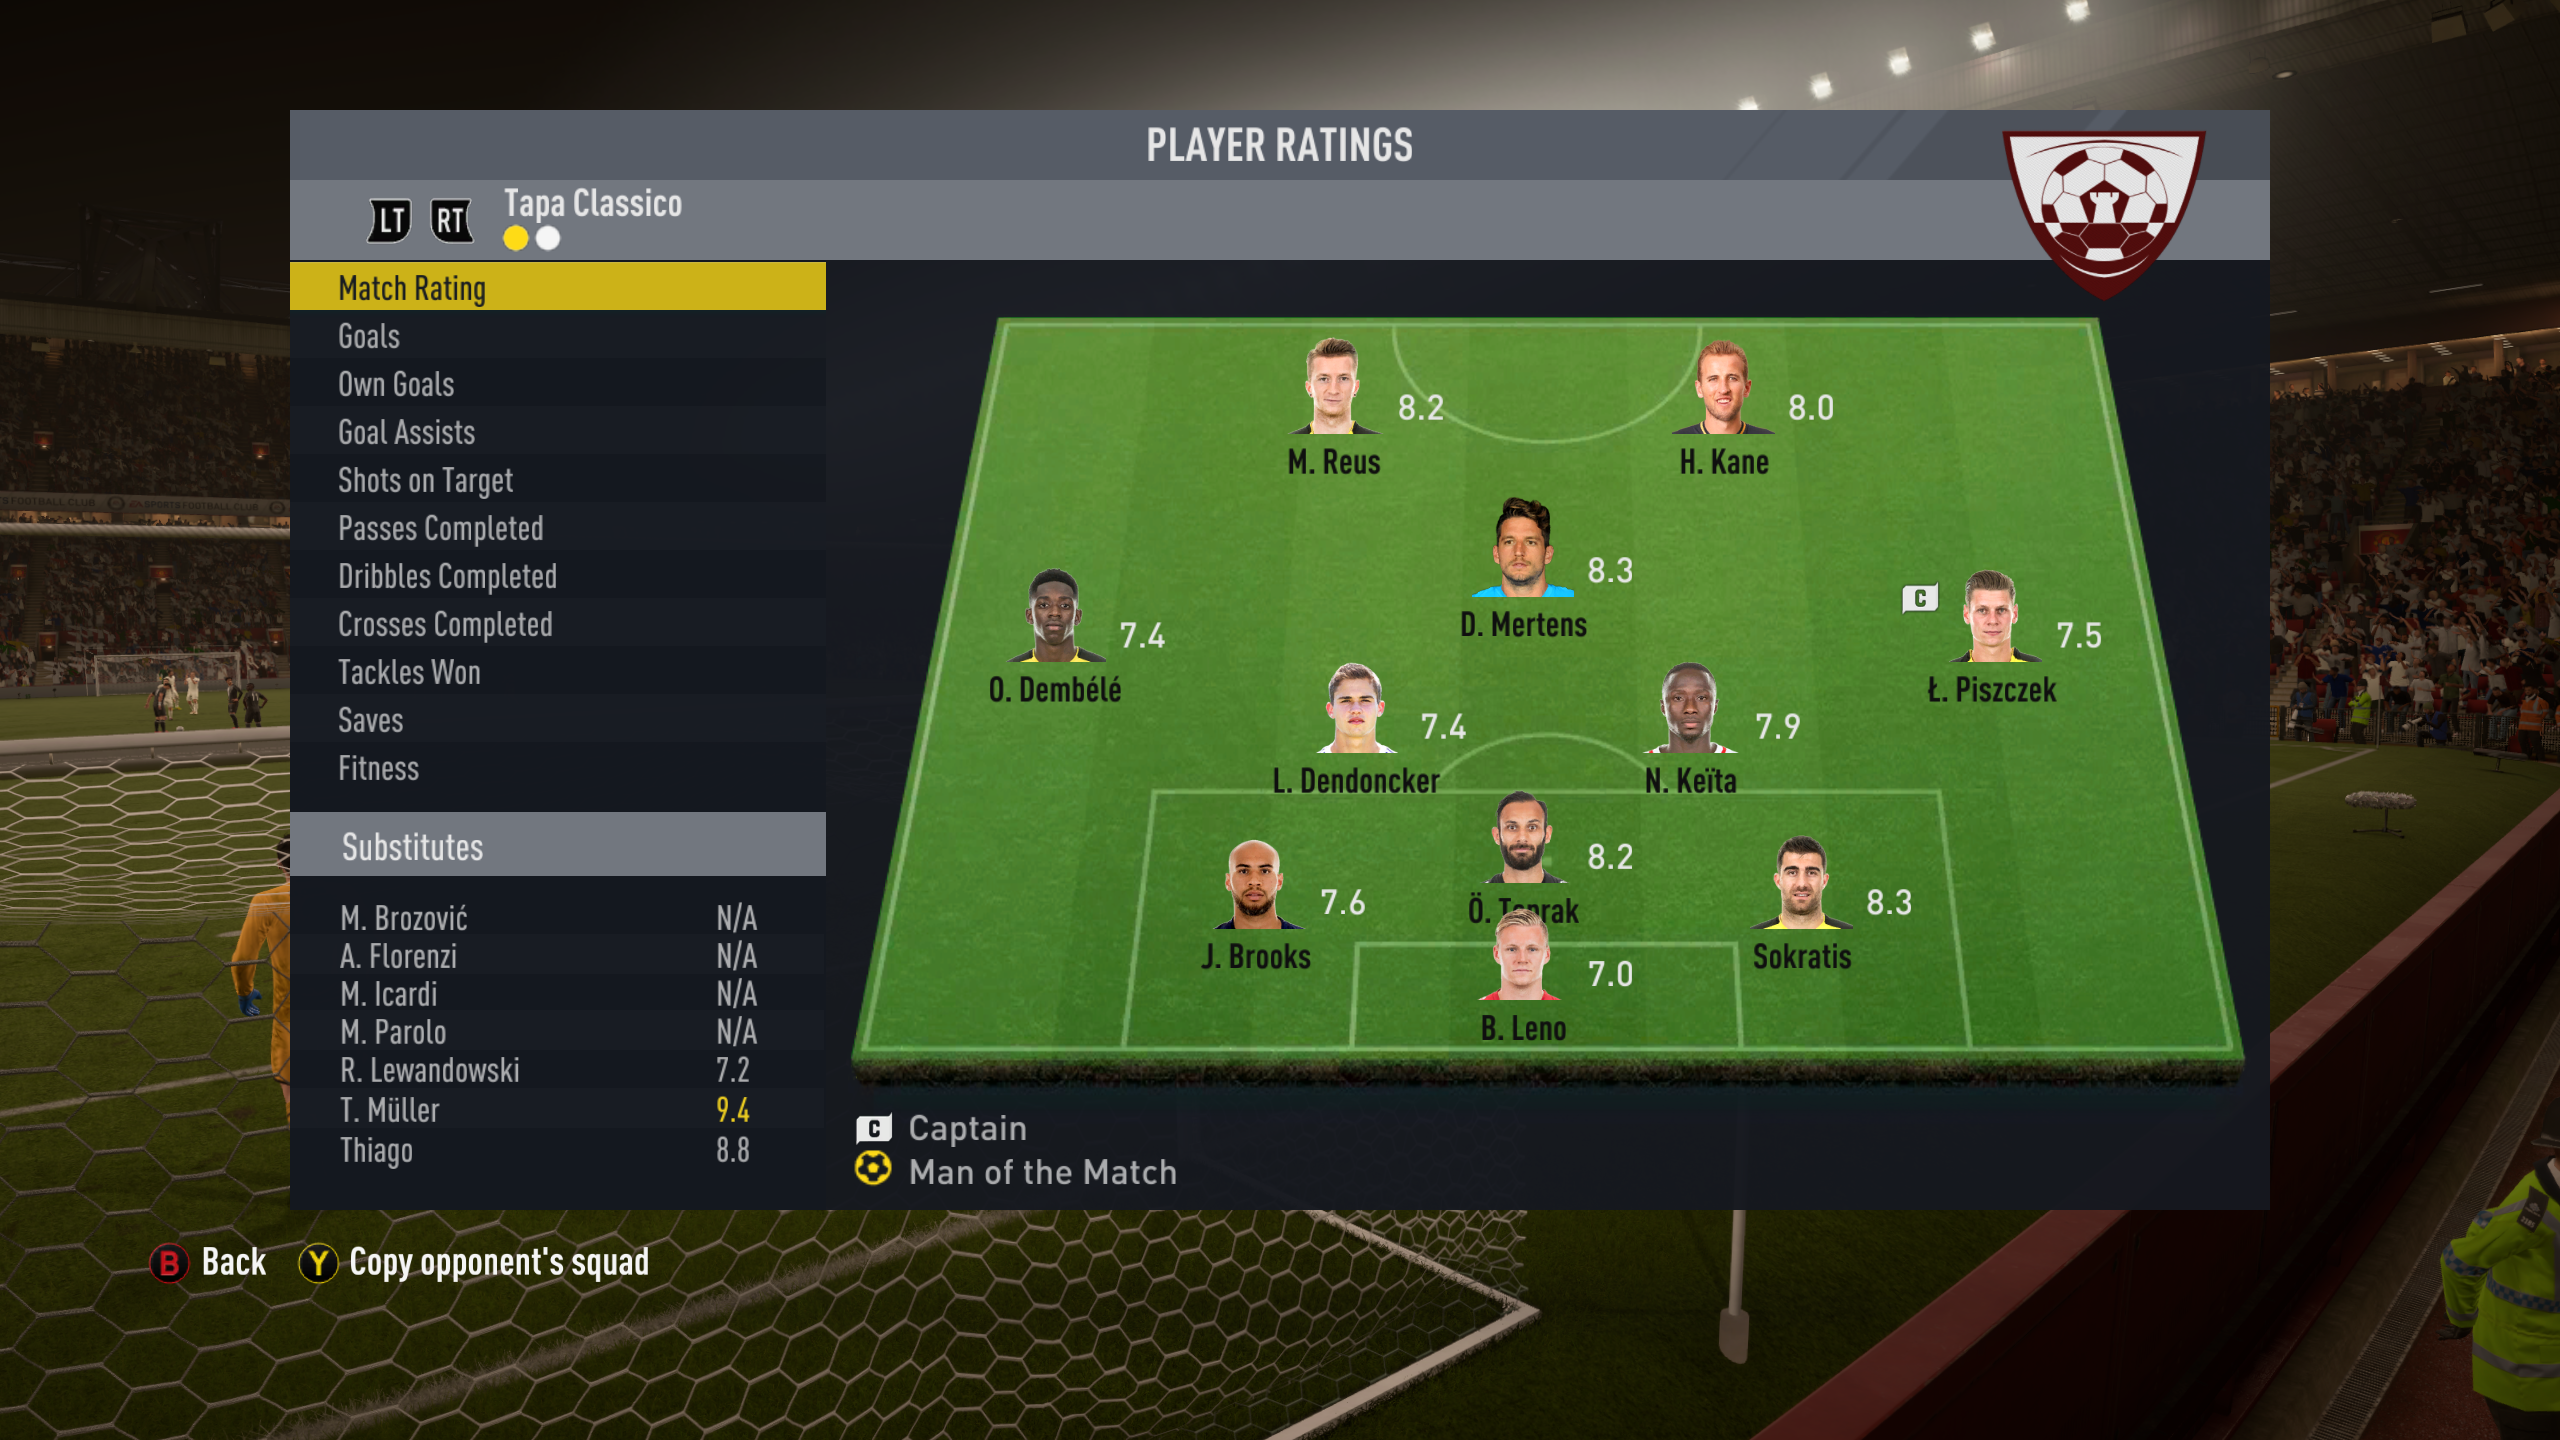 PLAYER RATINGS
LT RT Tapa Classico
Match Rating
Goals
Own Goals
Goal Assists
Shots on Target
Passes Completed
Dribbles Completed
Crosses Completed
Tackles Won
Saves
Fitness
Substitutes
M. Brozović N/A
A. Florenzi N/A
M. Icardi N/A
M. Parolo N/A
R. Lewandowski 7.2
T. Müller 9.4
Thiago 8.8
8.2
M. Reus
8.0
H. Kane
8.3
D. Mertens
7.4
O. Dembélé
C 7.5
Ł. Piszczek
7.4
L. Dendoncker
7.9
N. Keïta
8.2
Ö. Toprak
7.6
J. Brooks
8.3
Sokratis
7.0
B. Leno
C Captain
Man of the Match
B Back Y Copy opponent's squad